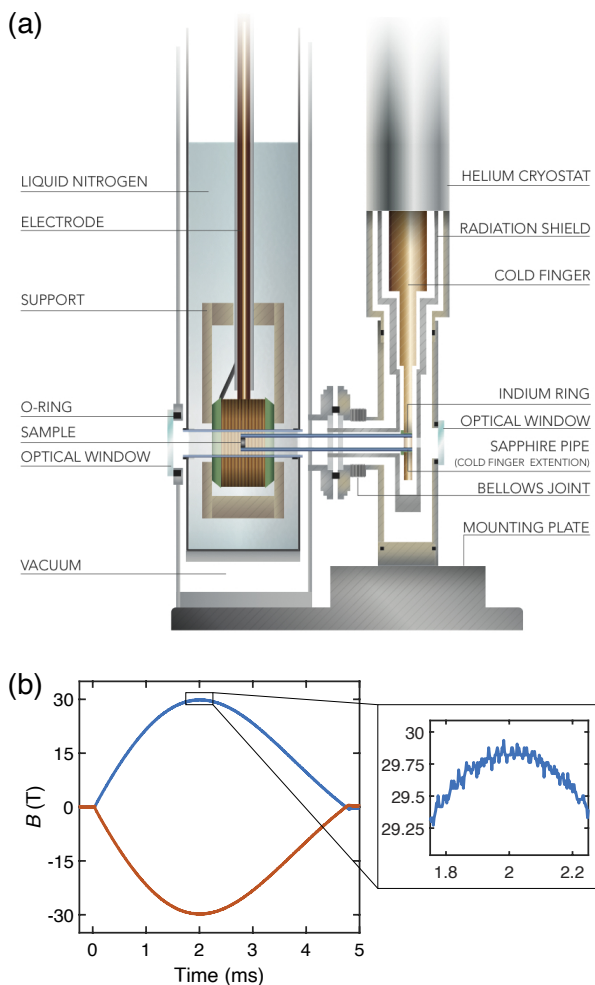 (a)
LIQUID NITROGEN
ELECTRODE
SUPPORT
O-RING
SAMPLE
OPTICAL WINDOW
VACUUM
HELIUM CRYOSTAT
RADIATION SHIELD
COLD FINGER
INDIUM RING
OPTICAL WINDOW
SAPPHIRE PIPE
(COLD FINGER EXTENTION)
BELLOWS JOINT
MOUNTING PLATE
(b)
B (T)
30
15
0
-15
-30
0 1 2 3 4 5
Time (ms)
30
29.75
29.5
29.25
1.8 2 2.2